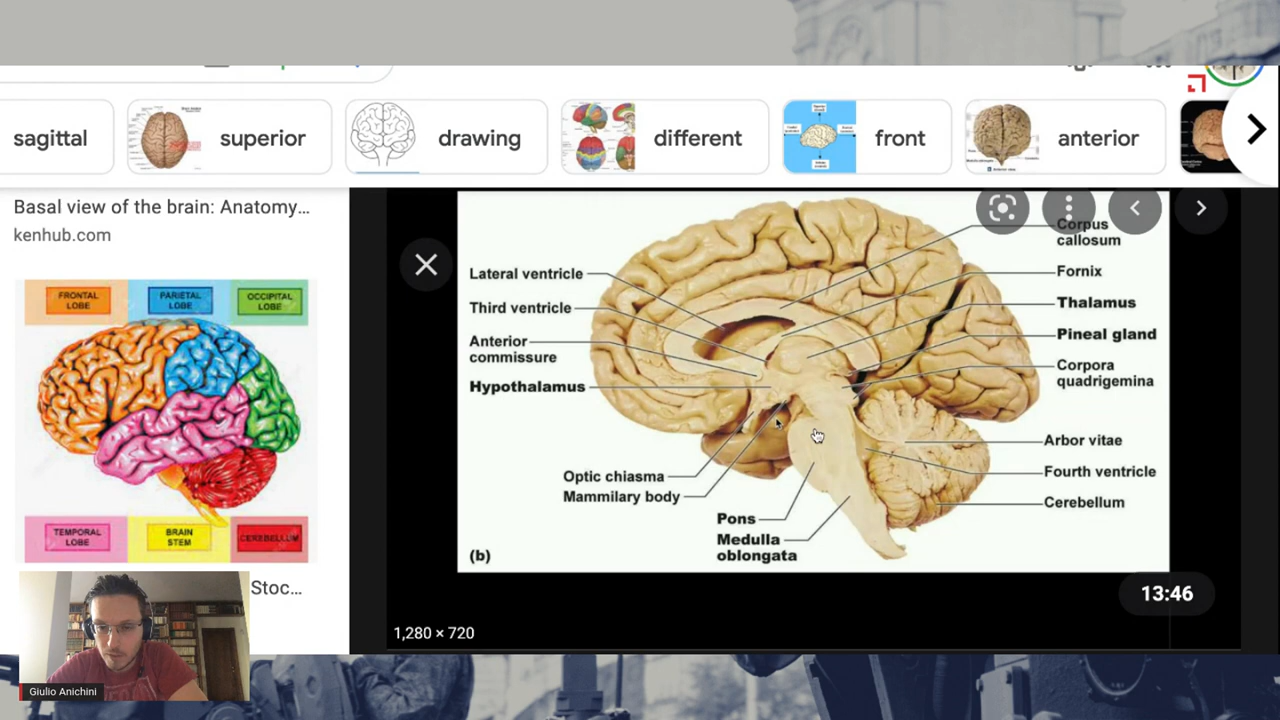 sagittal
superior
drawing
different
front
anterior
Basal view of the brain: Anatomy...
kenhub.com
FRONTAL
LOBE
PARIETAL
LOBE
OCCIPITAL
LOBE
TEMPORAL
LOBE
BRAIN
STEM
CEREBELLUM
Stoc...
Lateral ventricle
Third ventricle
Anterior
commissure
Hypothalamus
Optic chiasma
Mammilary body
Pons
Medulla
oblongata
(b)
Corpus
callosum
Fornix
Thalamus
Pineal gland
Corpora
quadrigemina
Arbor vitae
Fourth ventricle
Cerebellum
13:46
1,280 × 720
Giulio Anichini